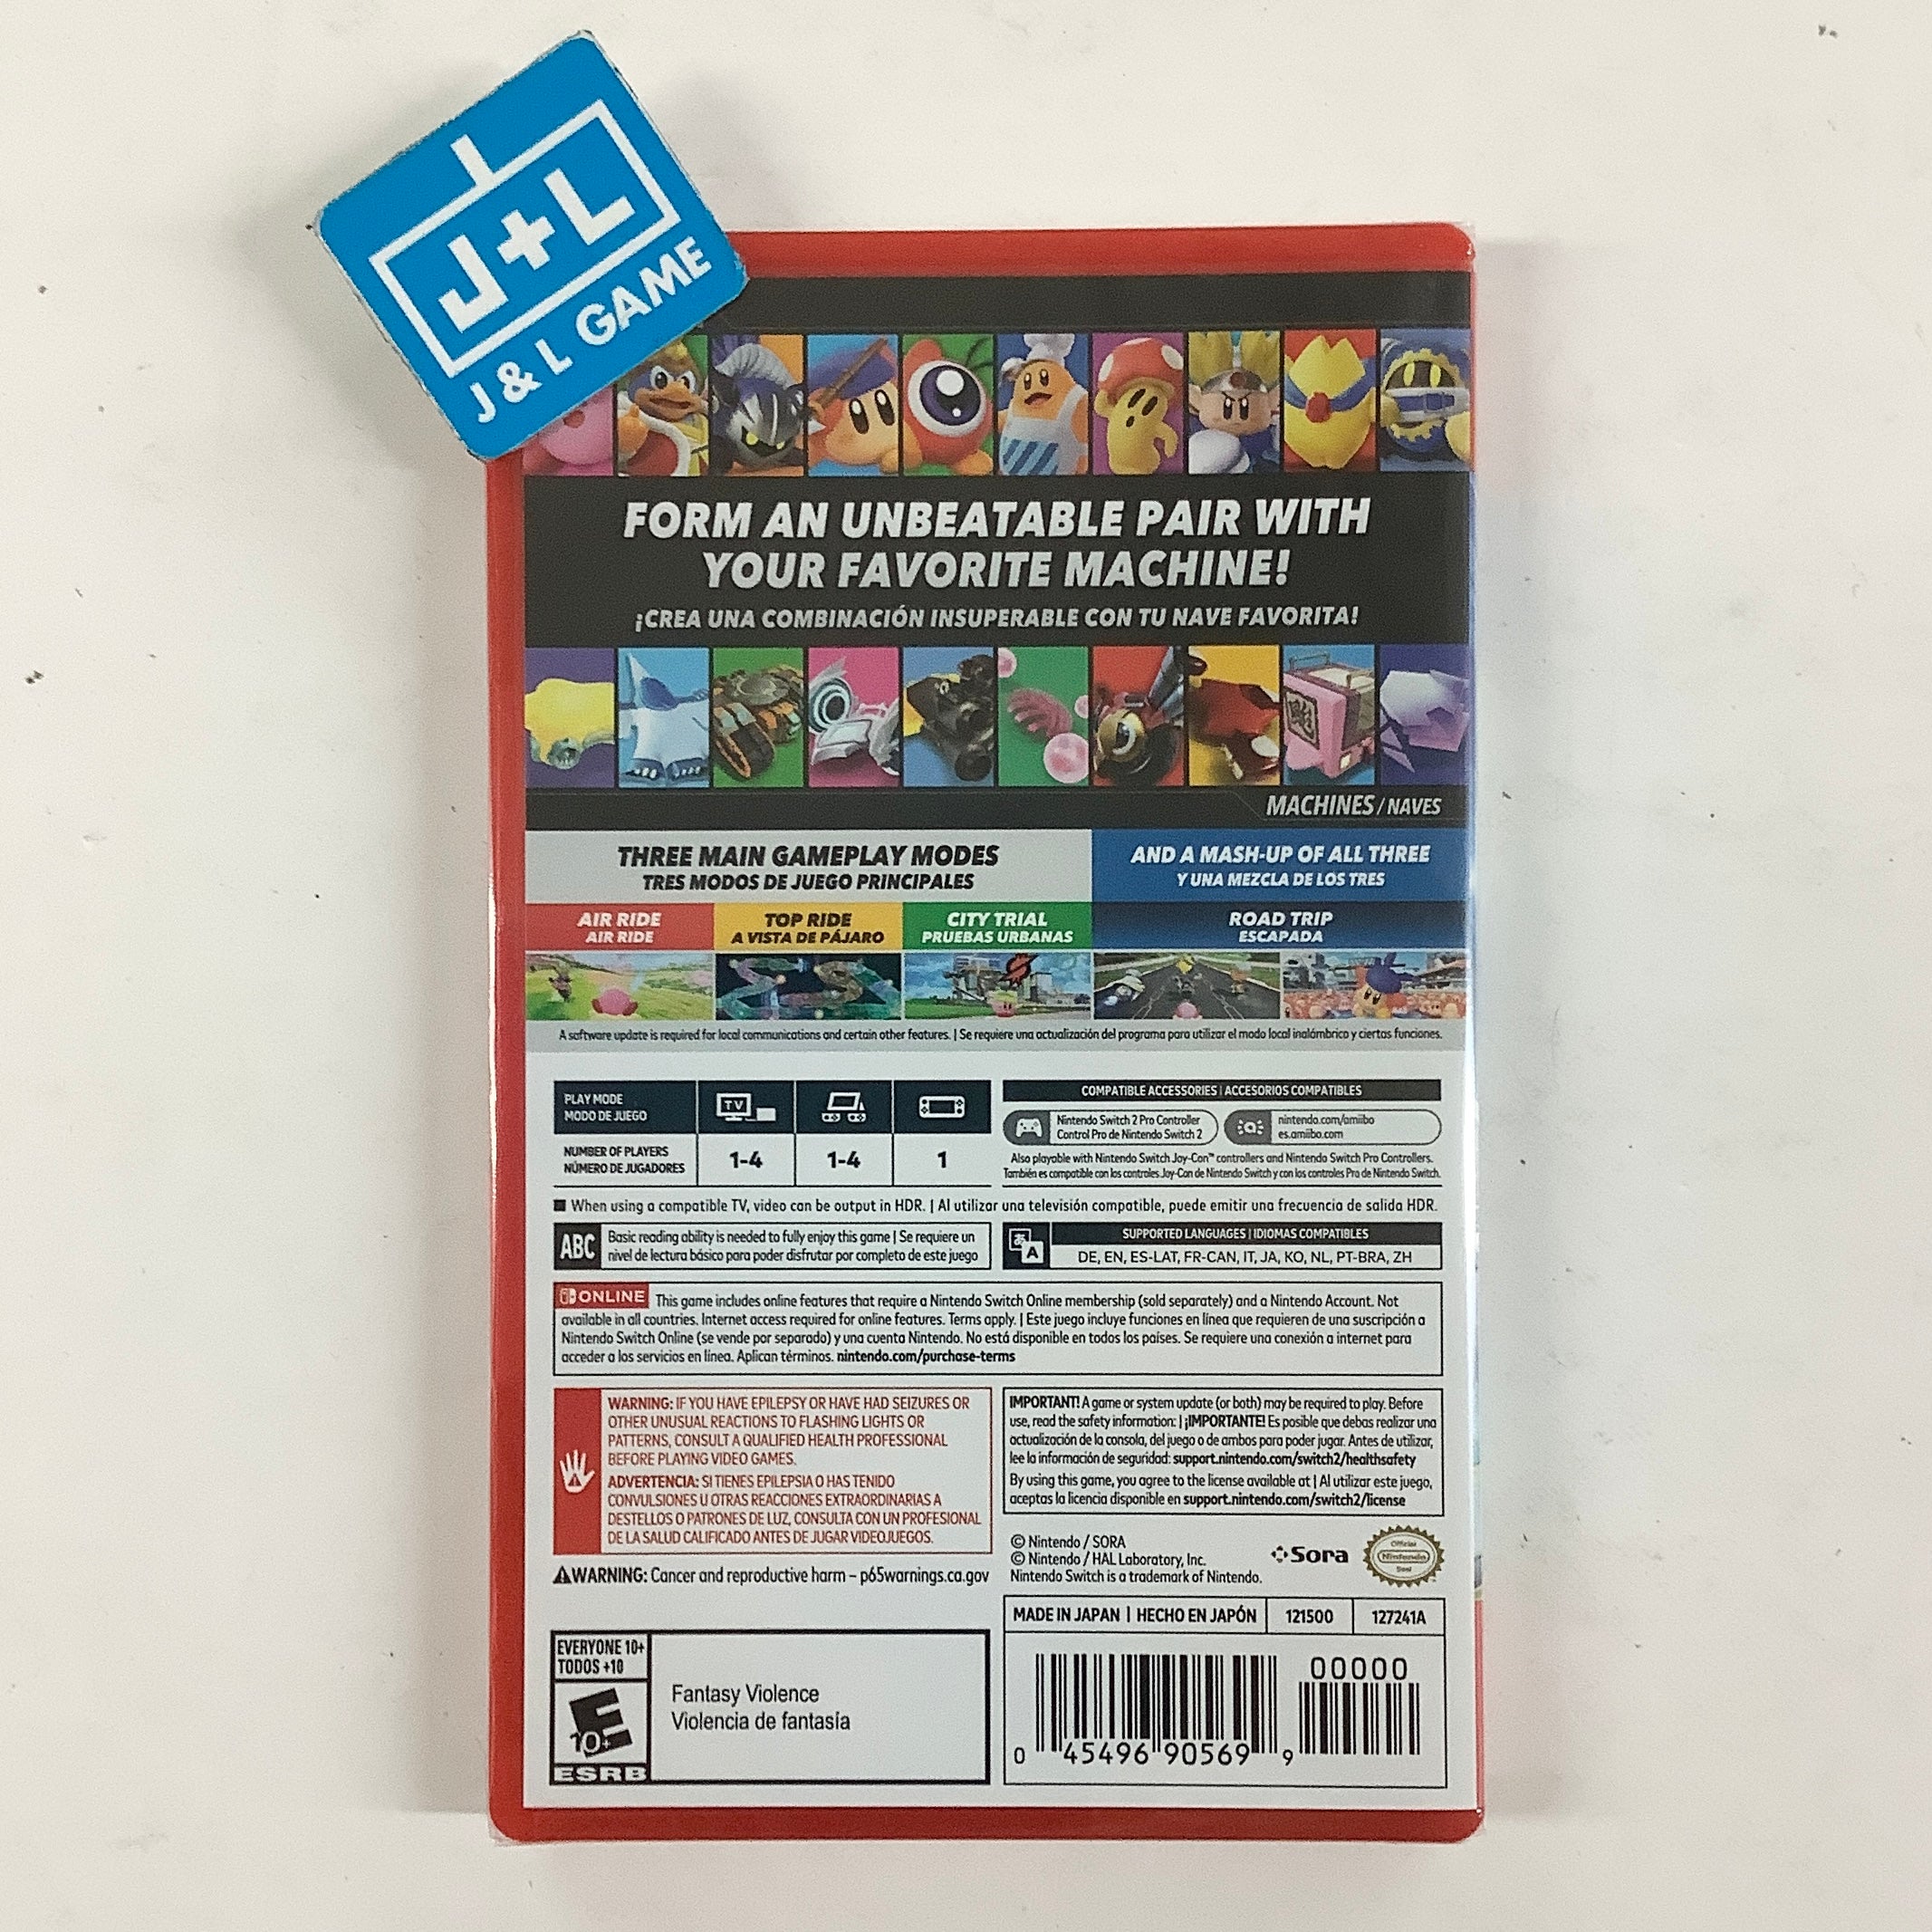 J+L
J & L GAME
FORM AN UNBEATABLE PAIR WITH
YOUR FAVORITE MACHINE!
¡CREA UNA COMBINACIÓN INSUPERABLE CON TU NAVE FAVORITA!
MACHINES / NAVES
THREE MAIN GAMEPLAY MODES
TRES MODOS DE JUEGO PRINCIPALES
AND A MASH-UP OF ALL THREE
Y UNA MEZCLA DE LOS TRES
AIR RIDE
AIR RIDE
TOP RIDE
A VISTA DE PÁJARO
CITY TRIAL
PRUEBAS URBANAS
ROAD TRIP
ESCAPADA
A software update is required for local communications and certain other features. | Se requiere una actualización del programa para utilizar el modo local inalámbrico y ciertas funciones.
PLAY MODE
MODO DE JUEGO
TV
NUMBER OF PLAYERS
NÚMERO DE JUGADORES
1-4
1-4
1
COMPATIBLE ACCESSORIES | ACCESORIOS COMPATIBLES
Nintendo Switch 2 Pro Controller
Control Pro de Nintendo Switch 2
nintendo.com/amiibo
es.amiibo.com
Also playable with Nintendo Switch Joy-Con™ controllers and Nintendo Switch Pro Controllers.
También es compatible con los controles Joy-Con de Nintendo Switch y con los controles Pro de Nintendo Switch.
■ When using a compatible TV, video can be output in HDR. | Al utilizar una televisión compatible, puede emitir una frecuencia de salida HDR.
ABC
Basic reading ability is needed to fully enjoy this game | Se requiere un
nivel de lectura básico para poder disfrutar por completo de este juego
あA
SUPPORTED LANGUAGES | IDIOMAS COMPATIBLES
DE, EN, ES-LAT, FR-CAN, IT, JA, KO, NL, PT-BRA, ZH
ONLINE This game includes online features that require a Nintendo Switch Online membership (sold separately) and a Nintendo Account. Not
available in all countries. Internet access required for online features. Terms apply. | Este juego incluye funciones en línea que requieren de una suscripción a
Nintendo Switch Online (se vende por separado) y una cuenta Nintendo. No está disponible en todos los países. Se requiere una conexión a internet para
acceder a los servicios en línea. Aplican términos. nintendo.com/purchase-terms
WARNING: IF YOU HAVE EPILEPSY OR HAVE HAD SEIZURES OR
OTHER UNUSUAL REACTIONS TO FLASHING LIGHTS OR
PATTERNS, CONSULT A QUALIFIED HEALTH PROFESSIONAL
BEFORE PLAYING VIDEO GAMES.
ADVERTENCIA: SI TIENES EPILEPSIA O HAS TENIDO
CONVULSIONES U OTRAS REACCIONES EXTRAORDINARIAS A
DESTELLOS O PATRONES DE LUZ, CONSULTA CON UN PROFESIONAL
DE LA SALUD CALIFICADO ANTES DE JUGAR VIDEOJUEGOS.
WARNING: Cancer and reproductive harm – p65warnings.ca.gov
IMPORTANT! A game or system update (or both) may be required to play. Before
use, read the safety information: | ¡IMPORTANTE! Es posible que debas realizar una
actualización de la consola, del juego o de ambos para poder jugar. Antes de utilizar,
lee la información de seguridad: support.nintendo.com/switch2/healthsafety
By using this game, you agree to the license available at | Al utilizar este juego,
aceptas la licencia disponible en support.nintendo.com/switch2/license
© Nintendo / SORA
© Nintendo / HAL Laboratory, Inc.
Nintendo Switch is a trademark of Nintendo.
Sora
Official
Nintendo
Seal
MADE IN JAPAN | HECHO EN JAPÓN
121500
127241A
EVERYONE 10+
TODOS +10
E
10+
ESRB
Fantasy Violence
Violencia de fantasía
00000
0 45496 90569 9